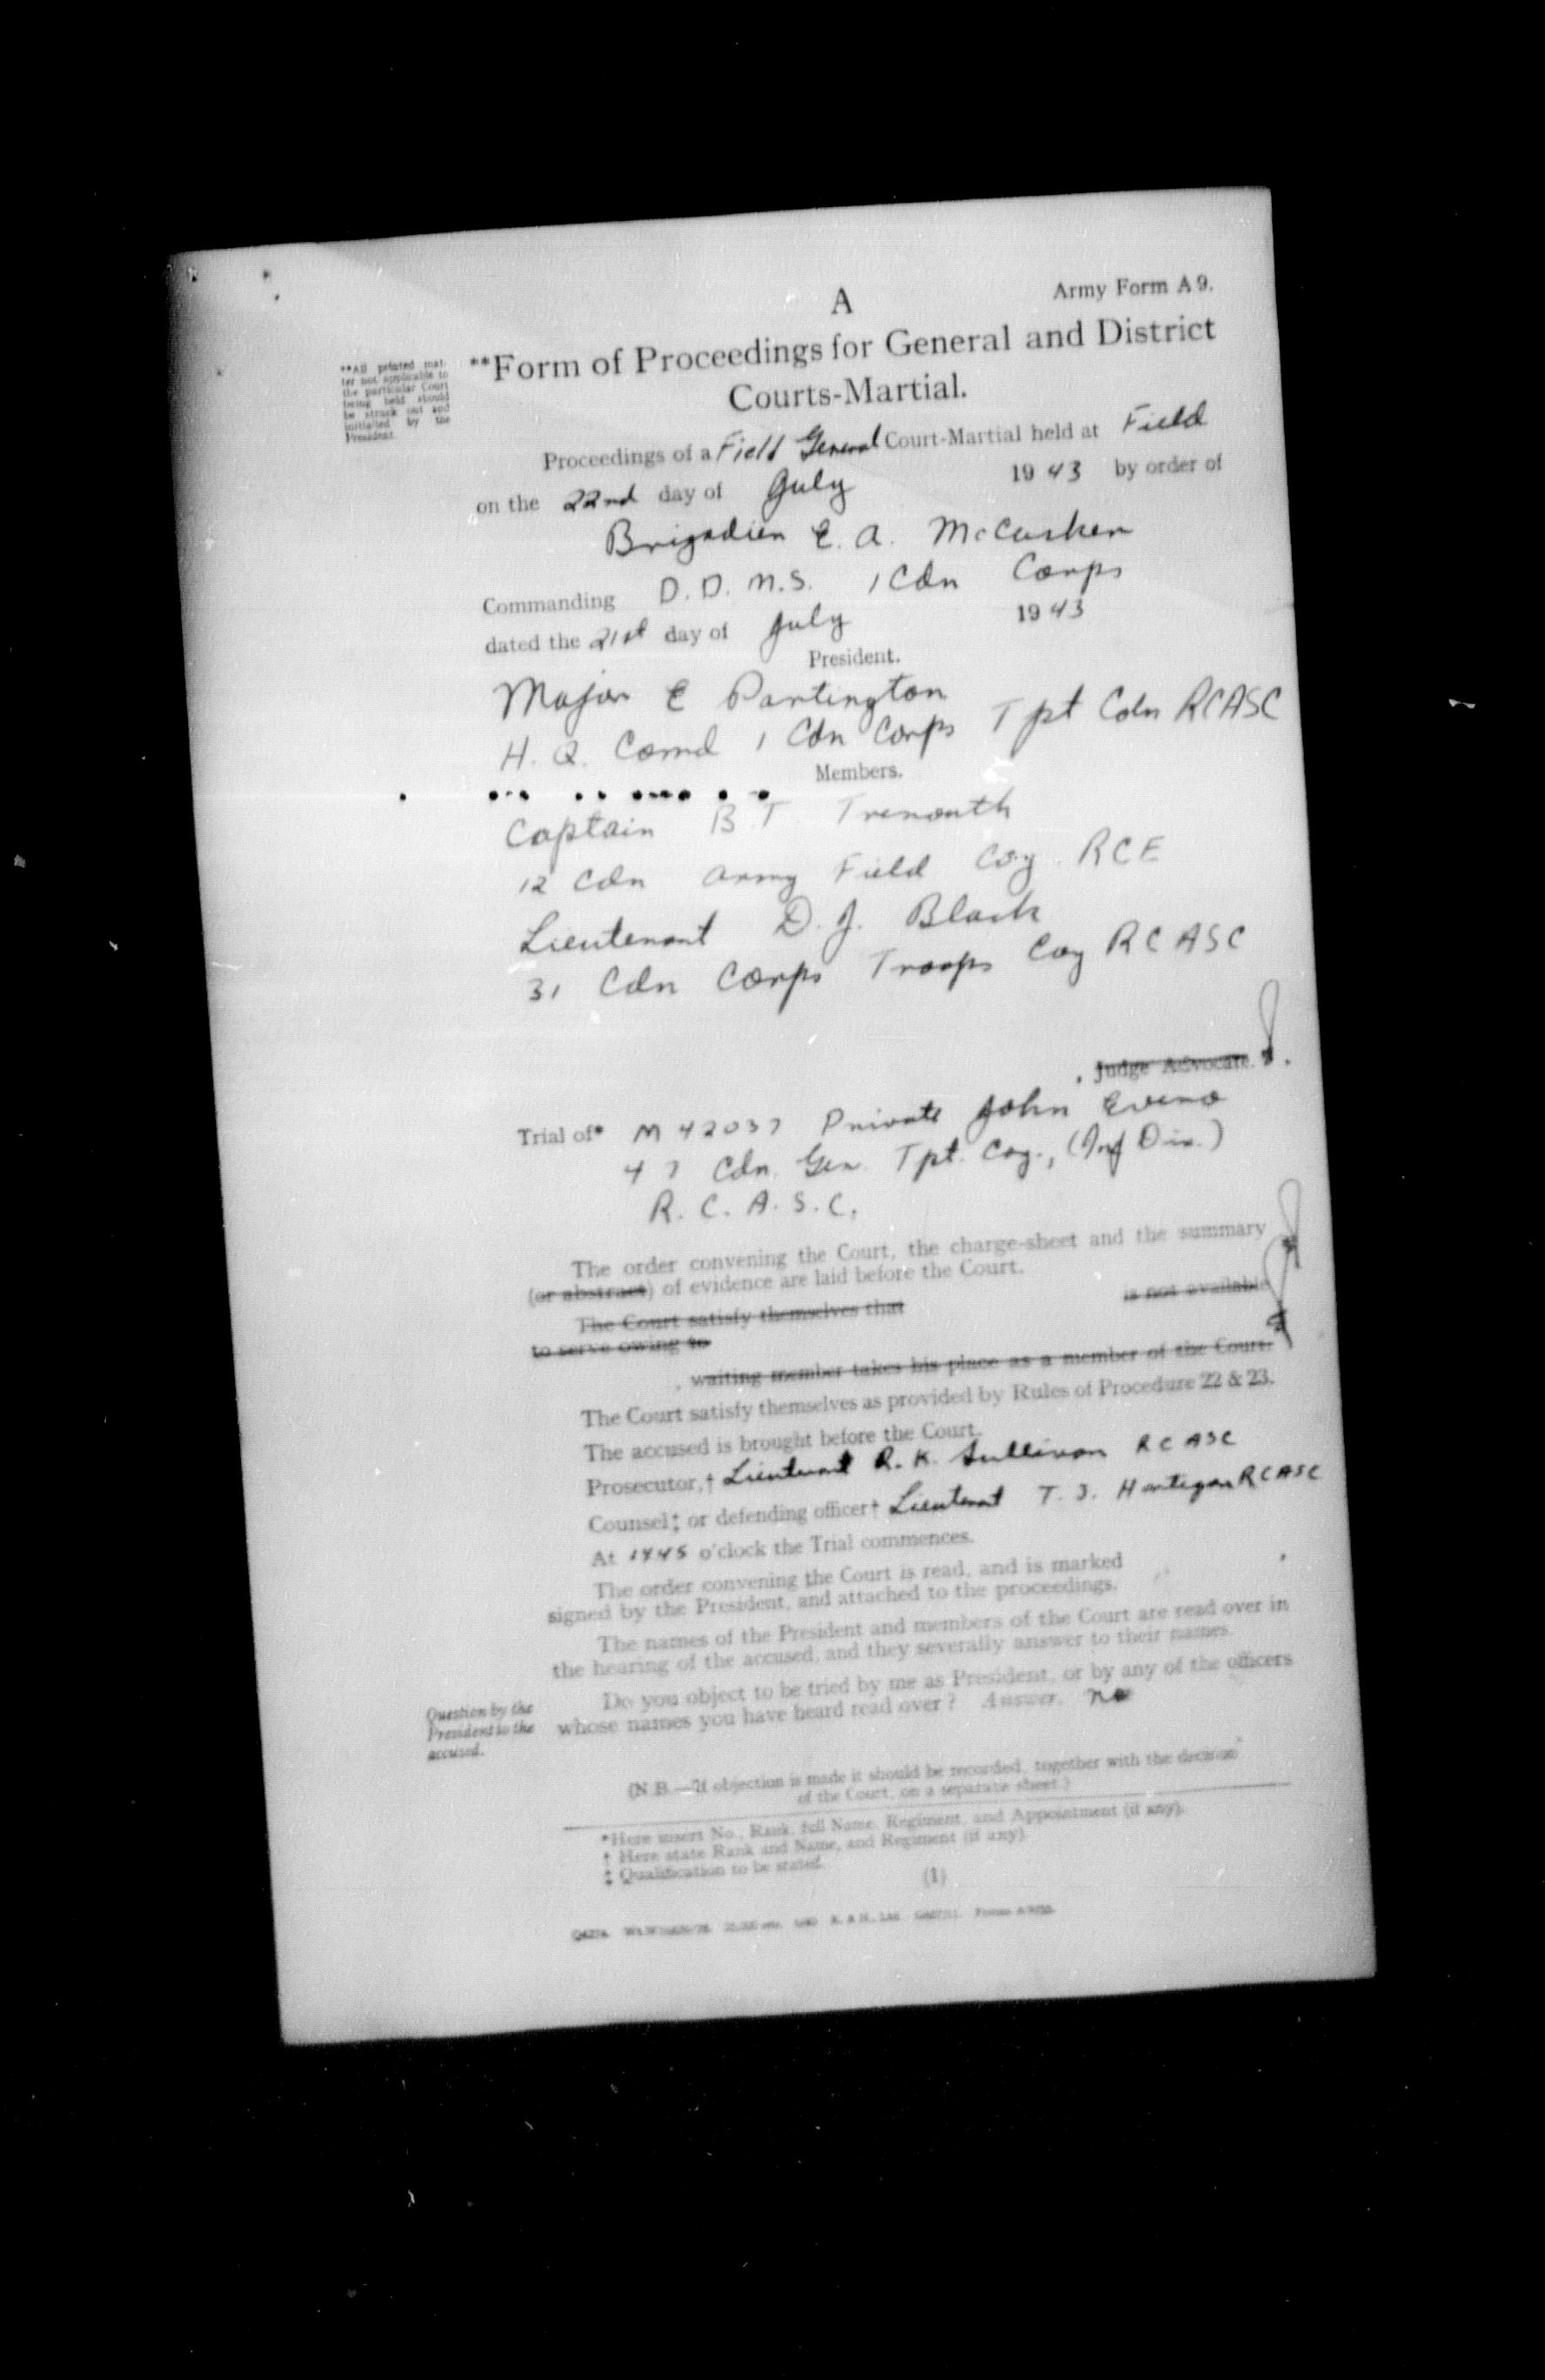 A
Army Form A 9.
**Form of Proceedings for General and District
Courts-Martial.
**All printed mat-
ter not applicable to
the particular Court
being held should
be struck out and
initialled by the
President.
Proceedings of a Field General Court-Martial held at Field
on the 22nd day of July 1943 by order of
Brigadier E. A. McCusker
Commanding D. D. M. S. 1 Cdn Corps
dated the 21st day of July 1943
President.
Major E Partington
H. Q. Comd 1 Cdn Corps Tpt Coln RCASC
Members.
Captain B T Tremonth
12 Cdn Army Field Coy RCE
Lieutenant D. J. Black
31 Cdn Corps Troops Coy RCASC
Judge Advocate.
Trial of* M 42037 Private John
47 Cdn. Gen. Tpt. Coy., (Inf Div.)
R. C. A. S. C.
The order convening the Court, the charge-sheet and the summary
(or abstract) of evidence are laid before the Court.
The Court satisfy themselves that is not available
to serve owing to
, waiting member takes his place as a member of the Court.
The Court satisfy themselves as provided by Rules of Procedure 22 & 23.
The accused is brought before the Court.
Prosecutor,† Lieutenant R. K. Sullivan RCASC
Counsel‡ or defending officer† Lieutenant T. J. Hartigan RCASC
At 1445 o'clock the Trial commences.
The order convening the Court is read, and is marked
signed by the President, and attached to the proceedings.
The names of the President and members of the Court are read over in
the hearing of the accused, and they severally answer to their names.
Question by the
President to the
accused.
Do you object to be tried by me as President, or by any of the officers
whose names you have heard read over? Answer. no
(N.B.—If objection is made it should be recorded, together with the decision
of the Court, on a separate sheet.)
*Here insert No., Rank, full Name, Regiment, and Appointment (if any).
† Here state Rank and Name, and Regiment (if any).
‡ Qualification to be stated.
(1)